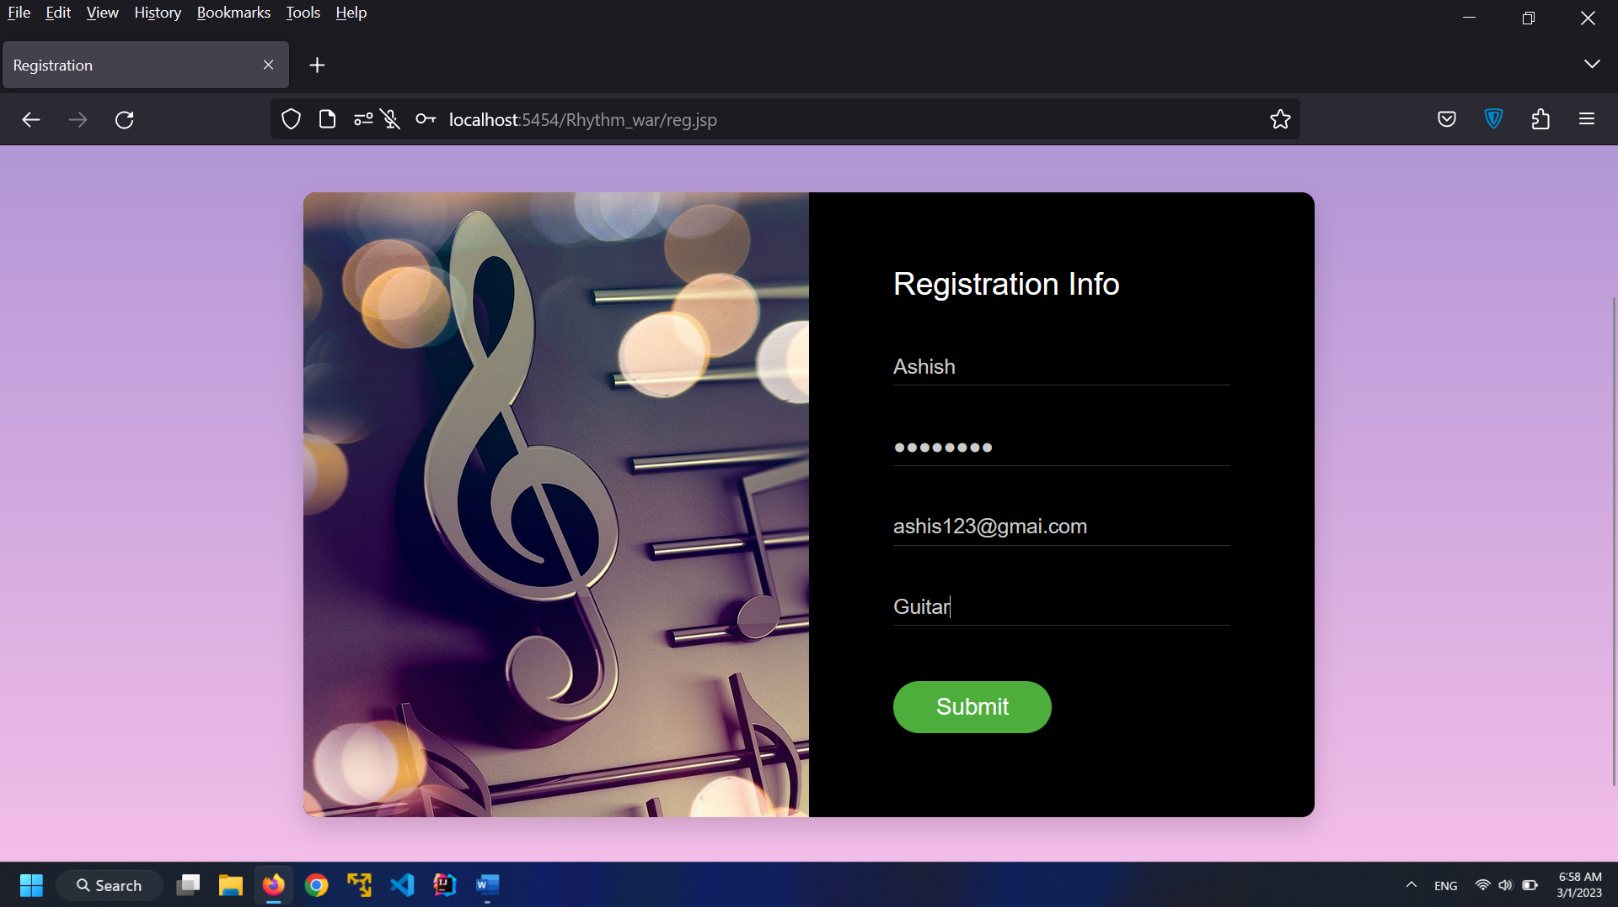 File Edit View History Bookmarks Tools Help
Registration
localhost:5454/Rhythm_war/reg.jsp
Registration Info
Ashish
●●●●●●●●
ashis123@gmai.com
Guitar
Submit
Search
ENG
6:58 AM
3/1/2023